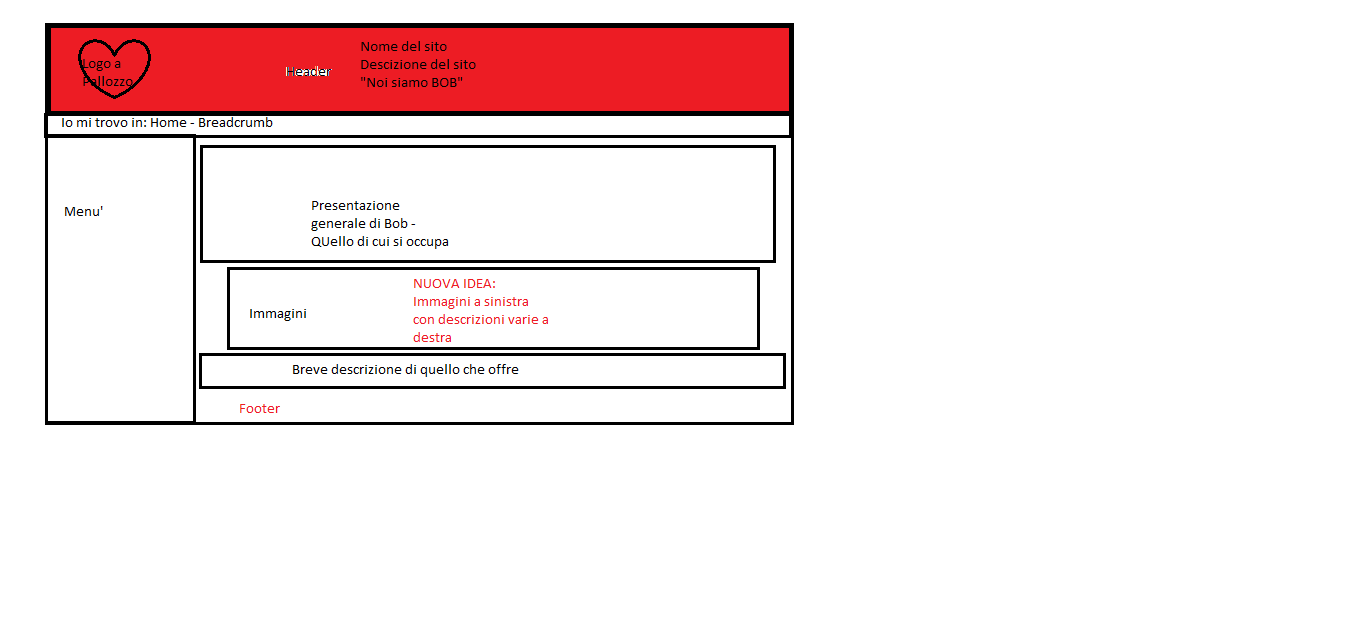 Logo a
Pallozzo
Header
Nome del sito
Descizione del sito
"Noi siamo BOB"
Io mi trovo in: Home - Breadcrumb
Menu'
Presentazione
generale di Bob -
QUello di cui si occupa
Immagini
NUOVA IDEA:
Immagini a sinistra
con descrizioni varie a
destra
Breve descrizione di quello che offre
Footer